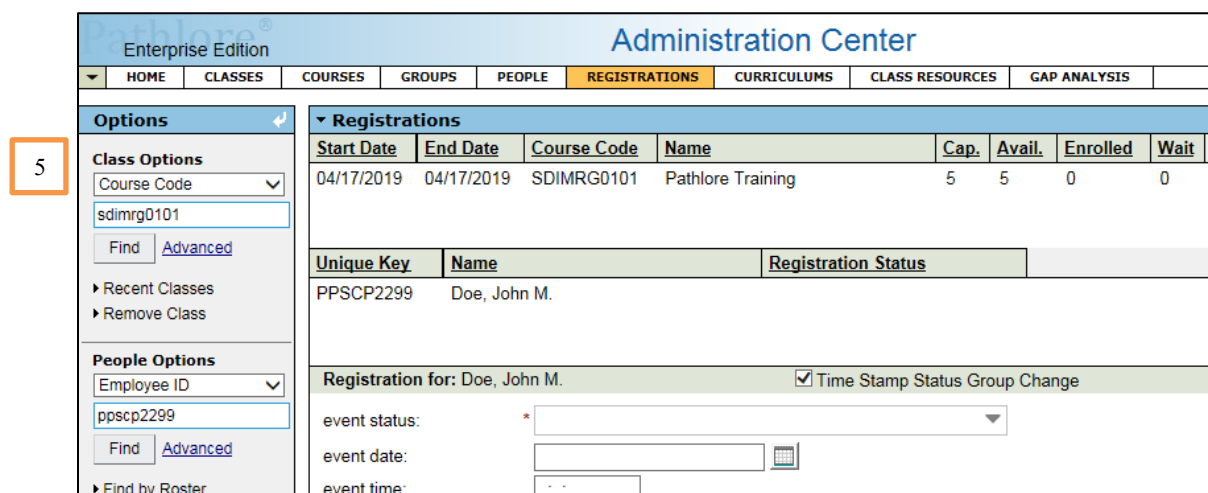 Pathlore®
Enterprise Edition
Administration Center
HOME CLASSES COURSES GROUPS PEOPLE REGISTRATIONS CURRICULUMS CLASS RESOURCES GAP ANALYSIS
5
Options
Class Options
Course Code
sdimrg0101
Find Advanced
Recent Classes
Remove Class
People Options
Employee ID
ppscp2299
Find Advanced
Find by Roster
Registrations
Start Date End Date Course Code Name Cap. Avail. Enrolled Wait
04/17/2019 04/17/2019 SDIMRG0101 Pathlore Training 5 5 0 0
Unique Key Name Registration Status
PPSCP2299 Doe, John M.
Registration for: Doe, John M. Time Stamp Status Group Change
event status: *
event date:
event time: : :